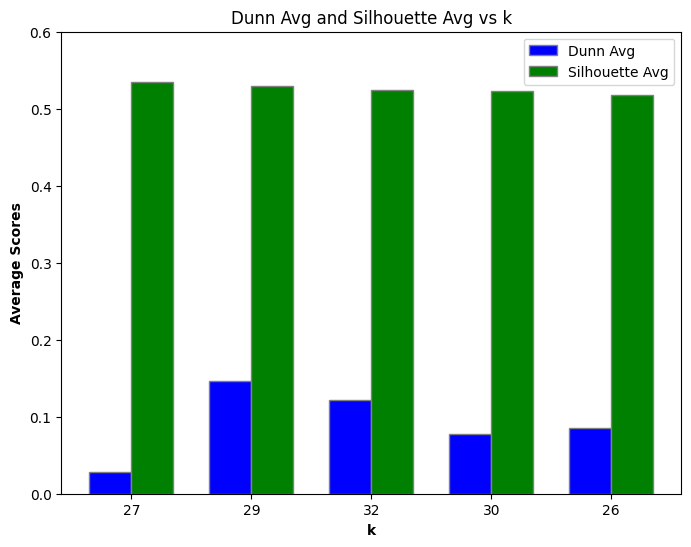 Dunn Avg and Silhouette Avg vs k
Dunn Avg
Silhouette Avg
Average Scores
0.6
0.5
0.4
0.3
0.2
0.1
0.0
27 29 32 30 26
k